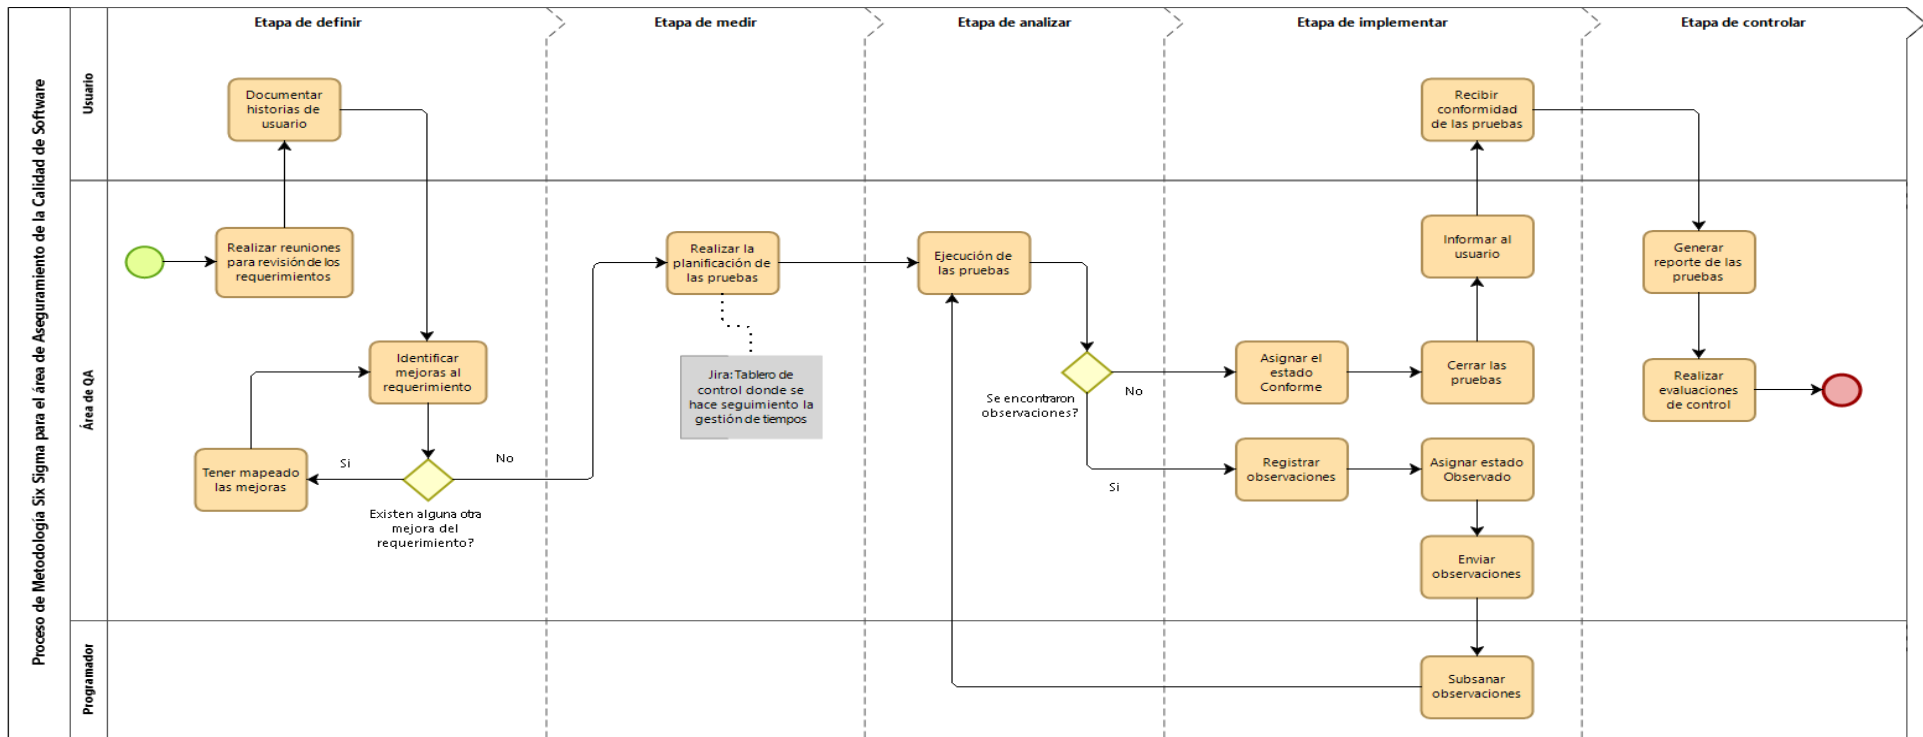 Proceso de Metodología Six Sigma para el área de Aseguramiento de la Calidad de Software
Etapa de definir
Etapa de medir
Etapa de analizar
Etapa de implementar
Etapa de controlar
Usuario
Documentar
historias de
usuario
Recibir
conformidad
de las pruebas
Área de QA
Realizar reuniones
para revisión de los
requerimientos
Identificar
mejoras al
requerimiento
Tener mapeado
las mejoras
Si
No
Existen alguna otra
mejora del
requerimiento?
Realizar la
planificación de
las pruebas
Jira: Tablero de
control donde se
hace seguimiento la
gestión de tiempos
Ejecución de
las pruebas
Se encontraron
observaciones?
No
Si
Informar al
usuario
Asignar el
estado
Conforme
Cerrar las
pruebas
Registrar
observaciones
Asignar estado
Observado
Enviar
observaciones
Generar
reporte de las
pruebas
Realizar
evaluaciones
de control
Programador
Subsanar
observaciones